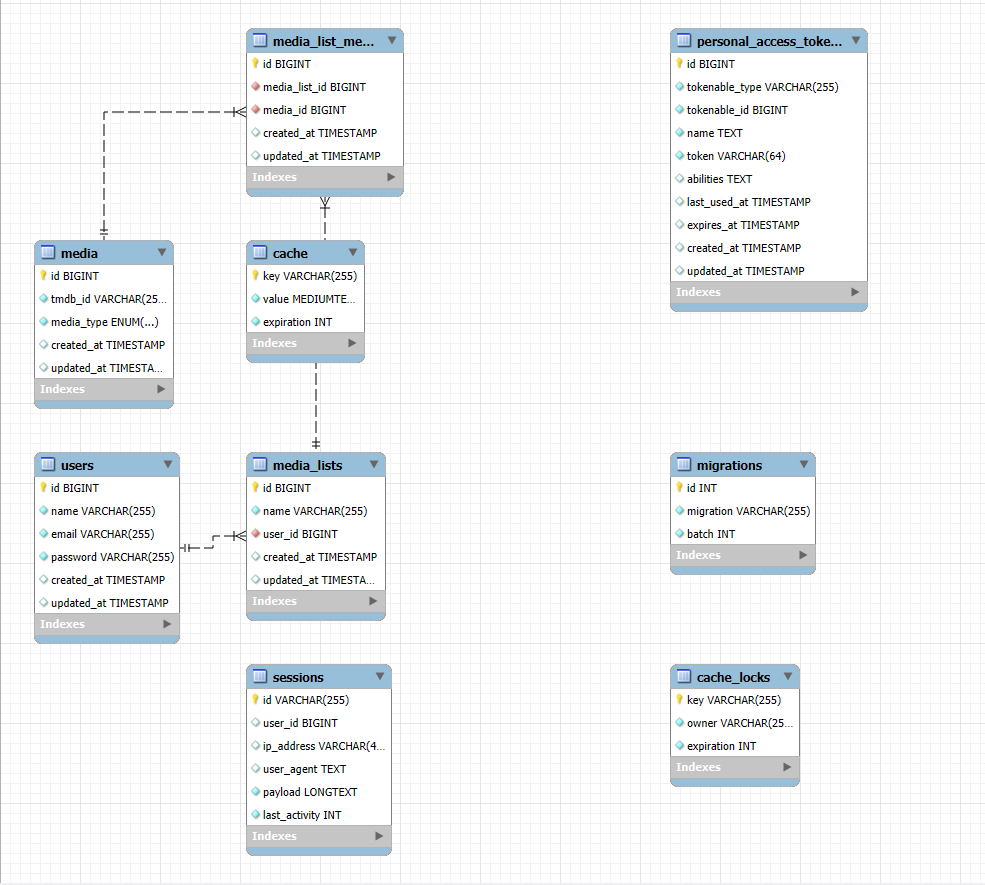 media_list_me...
id BIGINT
media_list_id BIGINT
media_id BIGINT
created_at TIMESTAMP
updated_at TIMESTAMP
Indexes
personal_access_toke...
id BIGINT
tokenable_type VARCHAR(255)
tokenable_id BIGINT
name TEXT
token VARCHAR(64)
abilities TEXT
last_used_at TIMESTAMP
expires_at TIMESTAMP
created_at TIMESTAMP
updated_at TIMESTAMP
Indexes
media
id BIGINT
tmdb_id VARCHAR(25...
media_type ENUM(...)
created_at TIMESTAMP
updated_at TIMESTA...
Indexes
cache
key VARCHAR(255)
value MEDIUMTE...
expiration INT
Indexes
users
id BIGINT
name VARCHAR(255)
email VARCHAR(255)
password VARCHAR(255)
created_at TIMESTAMP
updated_at TIMESTAMP
Indexes
media_lists
id BIGINT
name VARCHAR(255)
user_id BIGINT
created_at TIMESTAMP
updated_at TIMESTA...
Indexes
migrations
id INT
migration VARCHAR(255)
batch INT
Indexes
sessions
id VARCHAR(255)
user_id BIGINT
ip_address VARCHAR(4...
user_agent TEXT
payload LONGTEXT
last_activity INT
Indexes
cache_locks
key VARCHAR(255)
owner VARCHAR(25...
expiration INT
Indexes